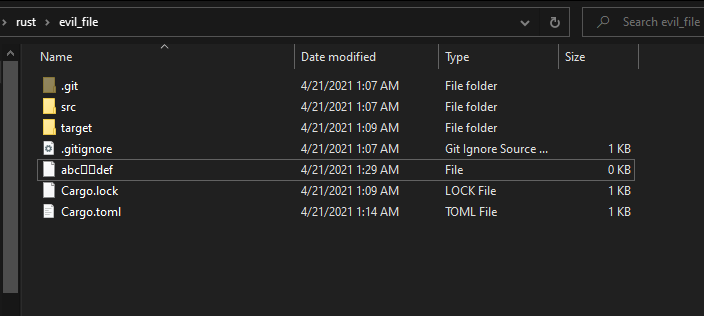 rust › evil_file
Search evil_file
Name Date modified Type Size
.git 4/21/2021 1:07 AM File folder
src 4/21/2021 1:07 AM File folder
target 4/21/2021 1:09 AM File folder
.gitignore 4/21/2021 1:07 AM Git Ignore Source ... 1 KB
abc□□def 4/21/2021 1:29 AM File 0 KB
Cargo.lock 4/21/2021 1:09 AM LOCK File 1 KB
Cargo.toml 4/21/2021 1:14 AM TOML File 1 KB